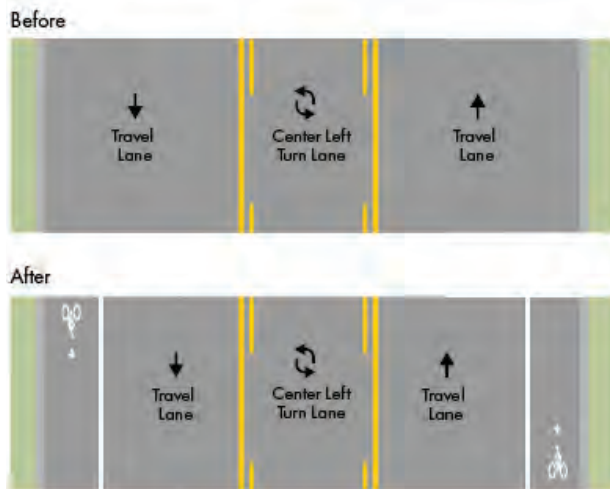 Before
Travel
Lane
Center Left
Turn Lane
Travel
Lane
After
Travel
Lane
Center Left
Turn Lane
Travel
Lane